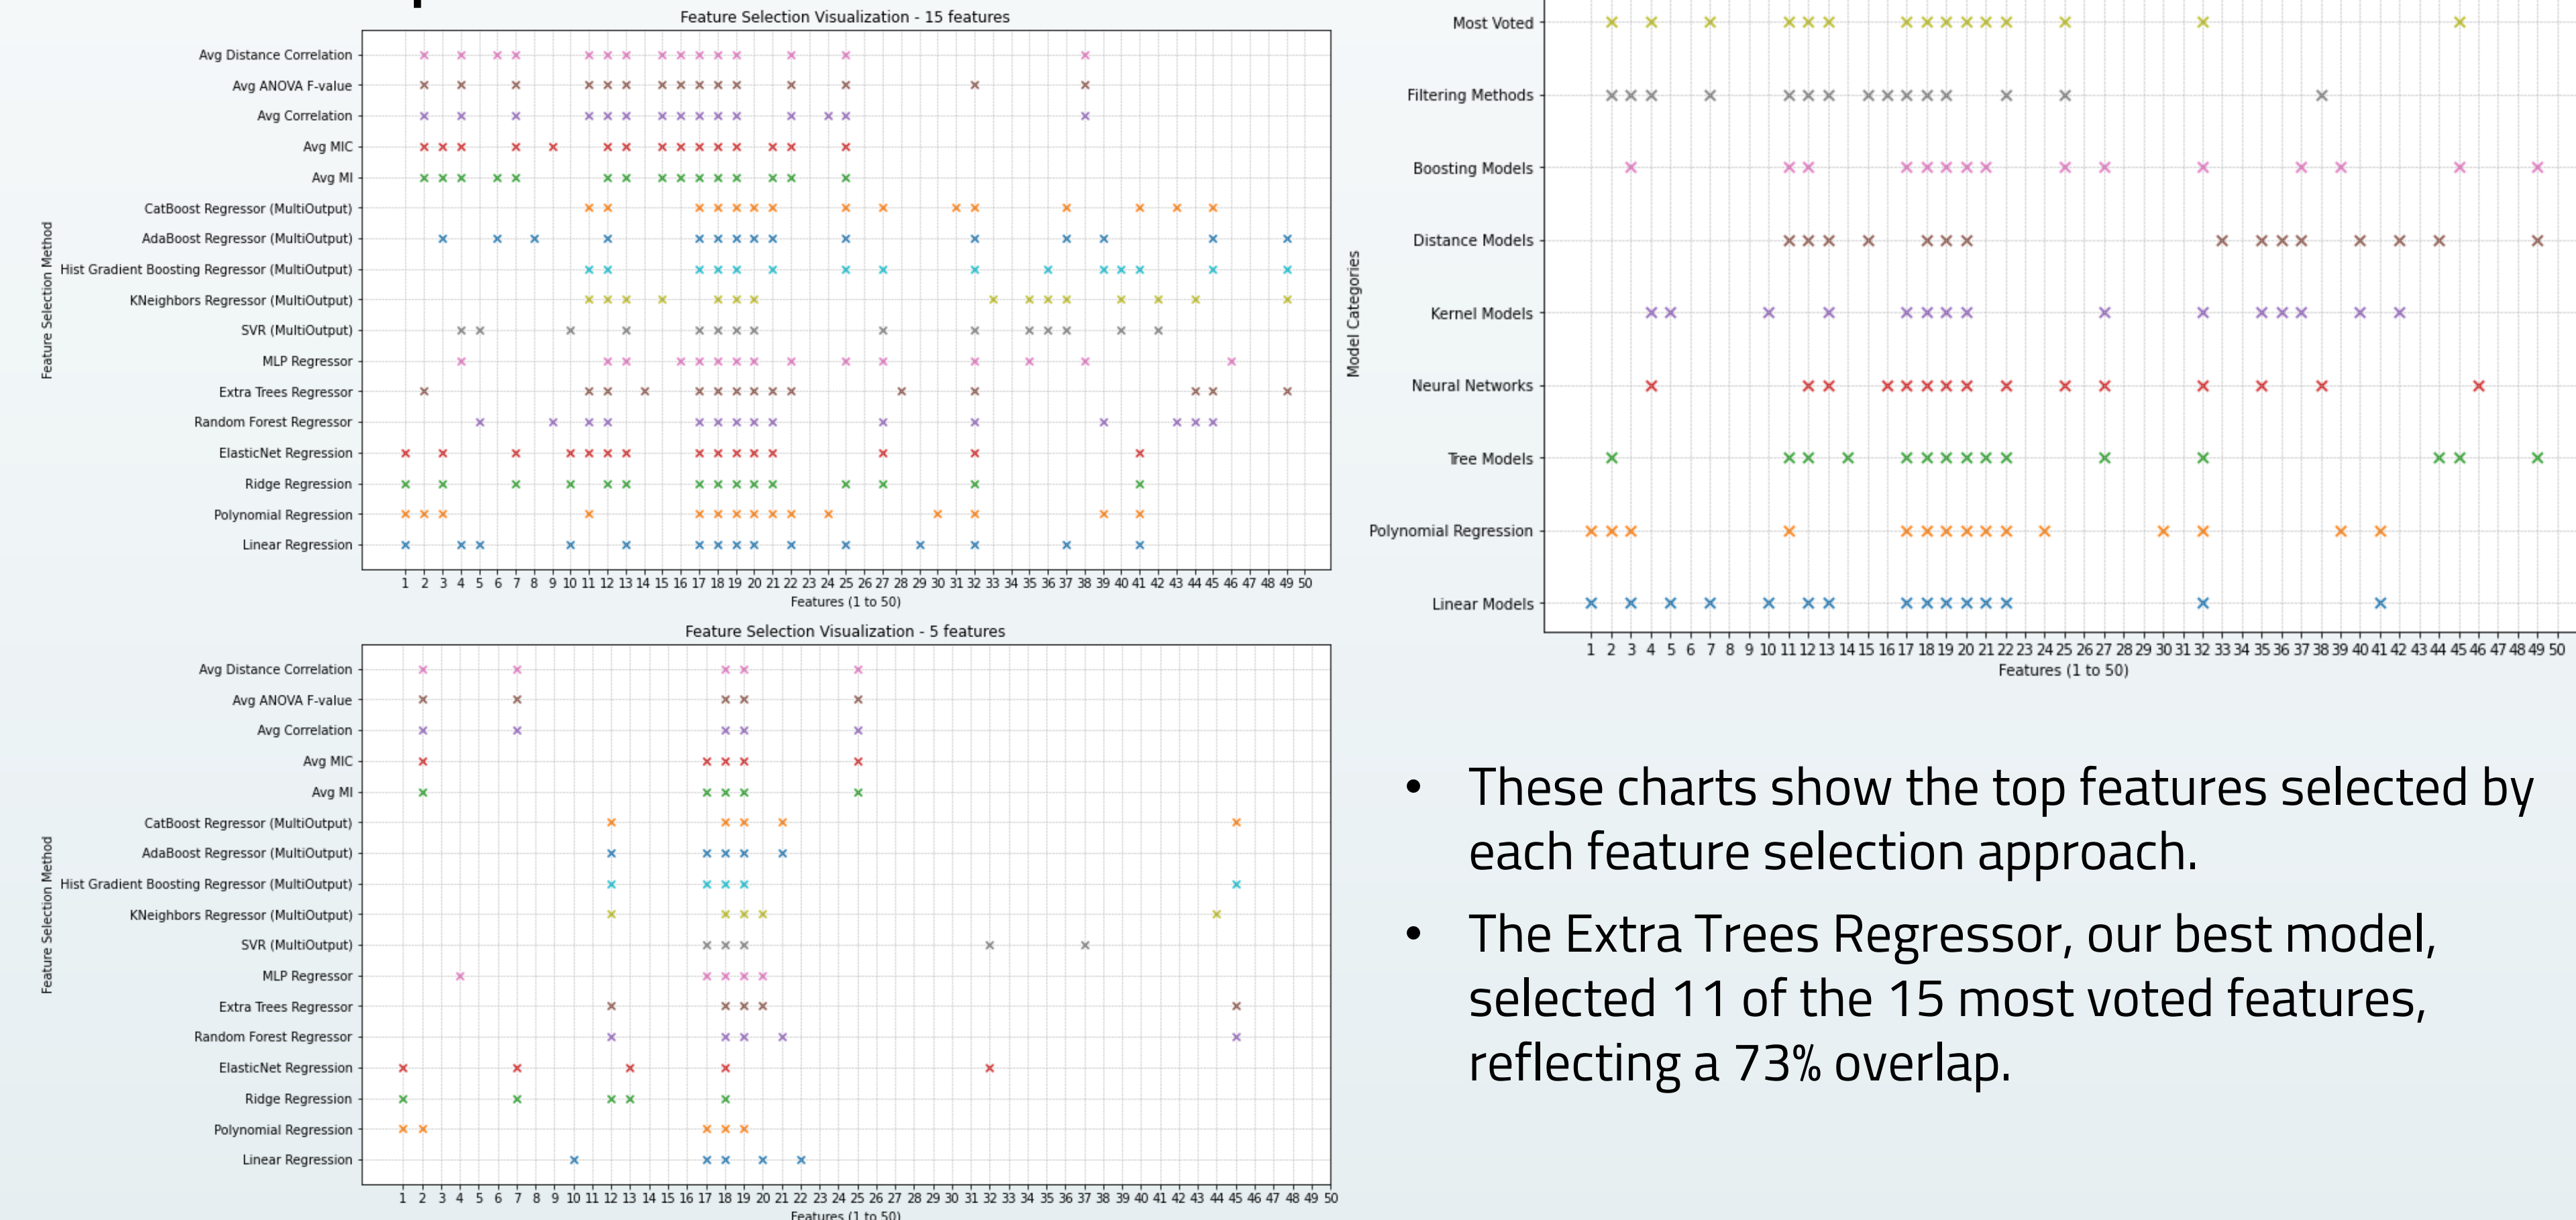 Feature Selection Visualization - 15 features
Feature Selection Method
Avg Distance Correlation
Avg ANOVA F-value
Avg Correlation
Avg MIC
Avg MI
CatBoost Regressor (MultiOutput)
AdaBoost Regressor (MultiOutput)
Hist Gradient Boosting Regressor (MultiOutput)
KNeighbors Regressor (MultiOutput)
SVR (MultiOutput)
MLP Regressor
Extra Trees Regressor
Random Forest Regressor
ElasticNet Regression
Ridge Regression
Polynomial Regression
Linear Regression
1 2 3 4 5 6 7 8 9 10 11 12 13 14 15 16 17 18 19 20 21 22 23 24 25 26 27 28 29 30 31 32 33 34 35 36 37 38 39 40 41 42 43 44 45 46 47 48 49 50
Features (1 to 50)
Feature Selection Visualization - 5 features
Feature Selection Method
Avg Distance Correlation
Avg ANOVA F-value
Avg Correlation
Avg MIC
Avg MI
CatBoost Regressor (MultiOutput)
AdaBoost Regressor (MultiOutput)
Hist Gradient Boosting Regressor (MultiOutput)
KNeighbors Regressor (MultiOutput)
SVR (MultiOutput)
MLP Regressor
Extra Trees Regressor
Random Forest Regressor
ElasticNet Regression
Ridge Regression
Polynomial Regression
Linear Regression
1 2 3 4 5 6 7 8 9 10 11 12 13 14 15 16 17 18 19 20 21 22 23 24 25 26 27 28 29 30 31 32 33 34 35 36 37 38 39 40 41 42 43 44 45 46 47 48 49 50
Features (1 to 50)
Model Categories
Most Voted
Filtering Methods
Boosting Models
Distance Models
Kernel Models
Neural Networks
Tree Models
Polynomial Regression
Linear Models
1 2 3 4 5 6 7 8 9 10 11 12 13 14 15 16 17 18 19 20 21 22 23 24 25 26 27 28 29 30 31 32 33 34 35 36 37 38 39 40 41 42 43 44 45 46 47 48 49 50
Features (1 to 50)
• These charts show the top features selected by
each feature selection approach.
• The Extra Trees Regressor, our best model,
selected 11 of the 15 most voted features,
reflecting a 73% overlap.